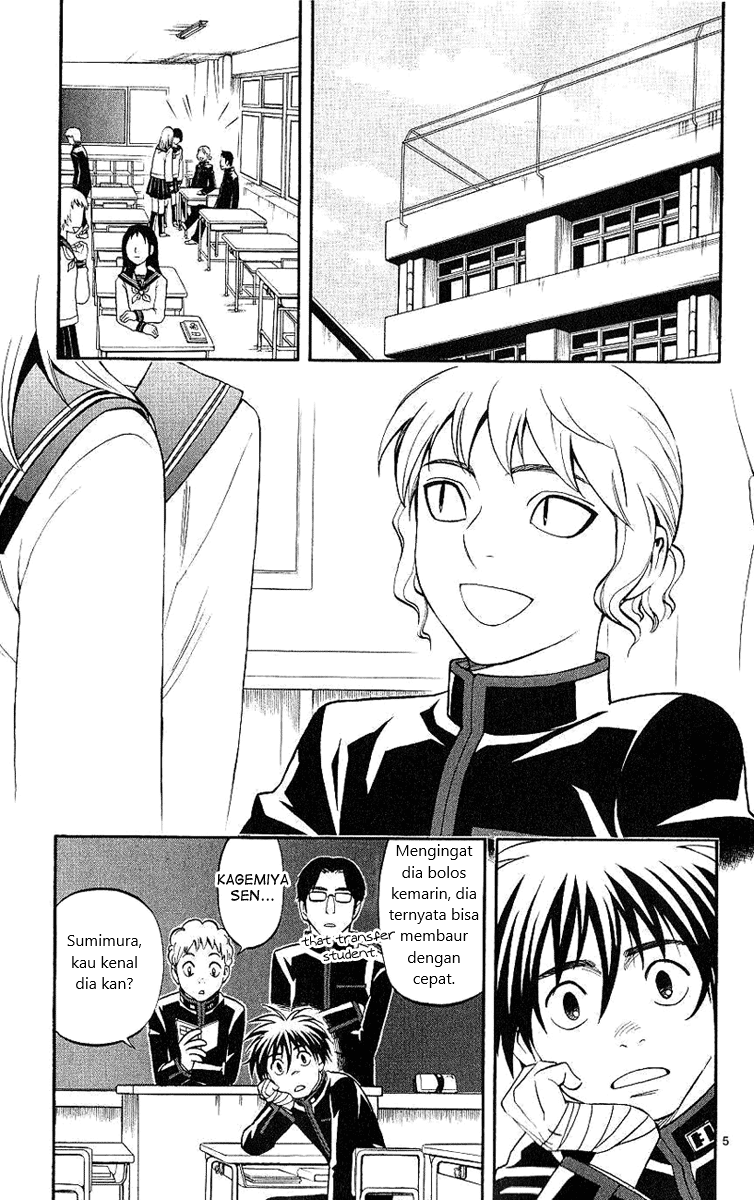 Mengingat
dia bolos
kemarin, dia
ternyata bisa
membaur
dengan
cepat.
KAGEMIYA
SEN...
that transfer
student.
Sumimura,
kau kenal
dia kan?
5